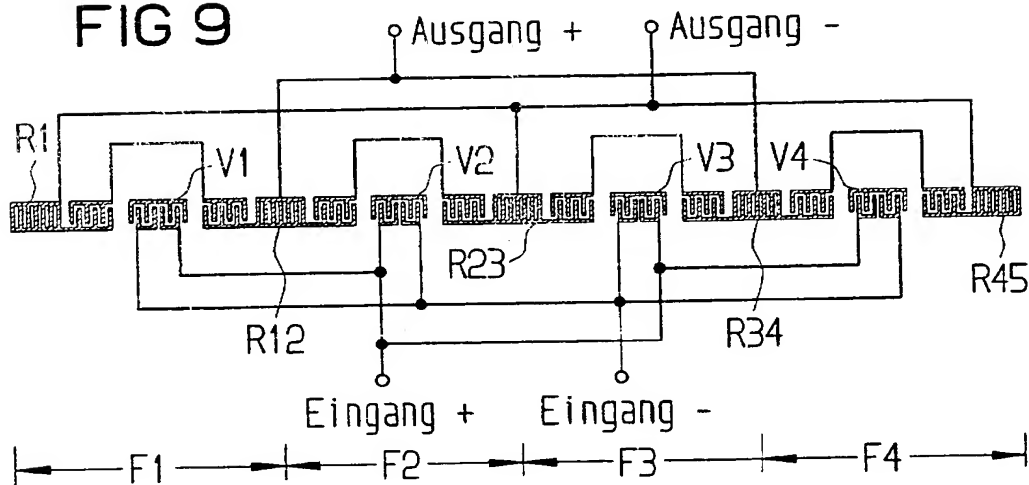 FIG 9
Ausgang + Ausgang -
R1 V1 V2 V3 V4
R23 R45
R12 R34
Eingang + Eingang -
F1 F2 F3 F4